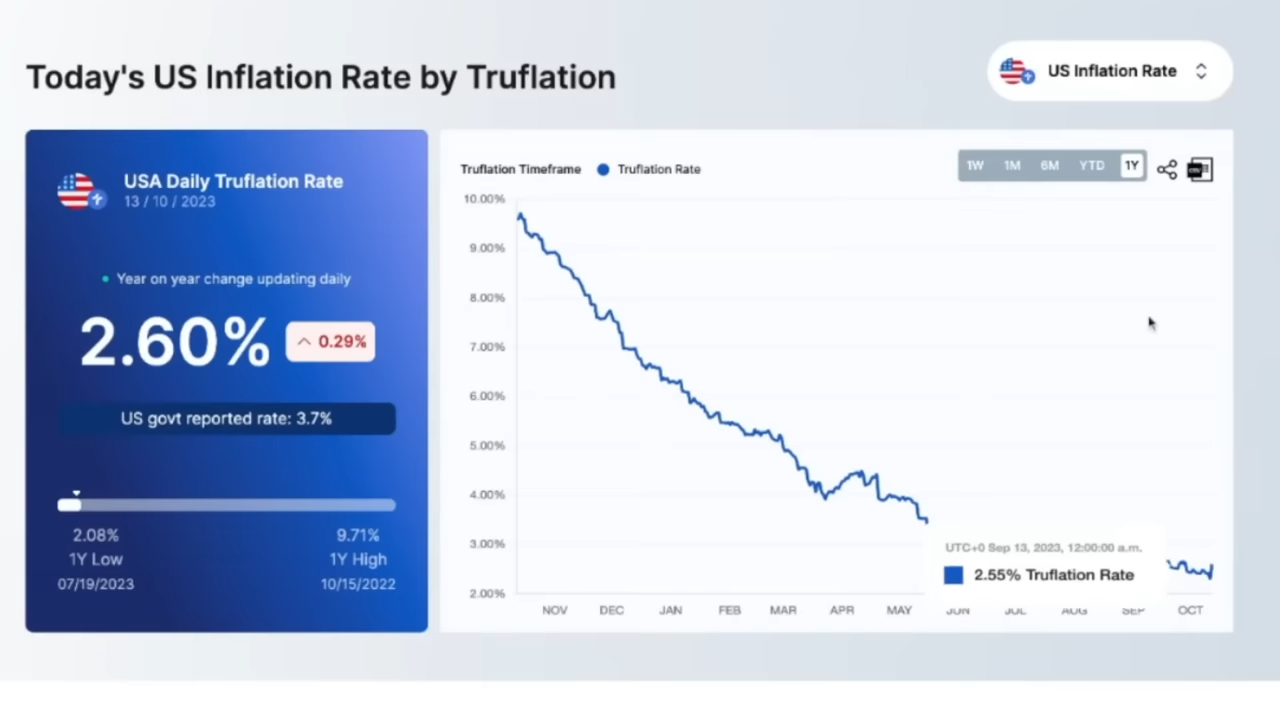 Today's US Inflation Rate by Truflation
US Inflation Rate
USA Daily Truflation Rate
13 / 10 / 2023
Year on year change updating daily
2.60%
0.29%
US govt reported rate: 3.7%
2.08%
1Y Low
07/19/2023
9.71%
1Y High
10/15/2022
Truflation Timeframe
Truflation Rate
1W 1M 6M YTD 1Y
10.00%
9.00%
8.00%
7.00%
6.00%
5.00%
4.00%
3.00%
2.00%
UTC+0 Sep 13, 2023, 12:00:00 a.m.
2.55% Truflation Rate
NOV DEC JAN FEB MAR APR MAY JUN JUL AUG SEP OCT